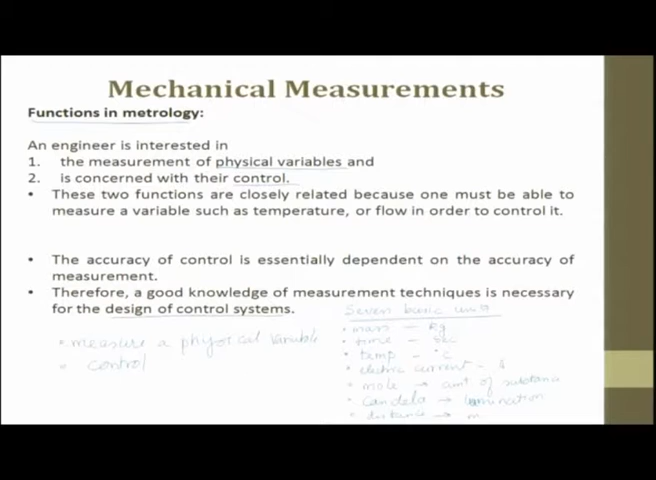 Mechanical Measurements
Functions in metrology:
An engineer is interested in
1. the measurement of physical variables and
2. is concerned with their control.
• These two functions are closely related because one must be able to
measure a variable such as temperature, or flow in order to control it.
• The accuracy of control is essentially dependent on the accuracy of
measurement.
• Therefore, a good knowledge of measurement techniques is necessary
for the design of control systems.
• measure a physical variable
• control
Seven basic unit
• mass — Kg
• time — sec
• temp — °C
• electric current — A
• mole → amt of substance
• candela → lumination
• distance → m